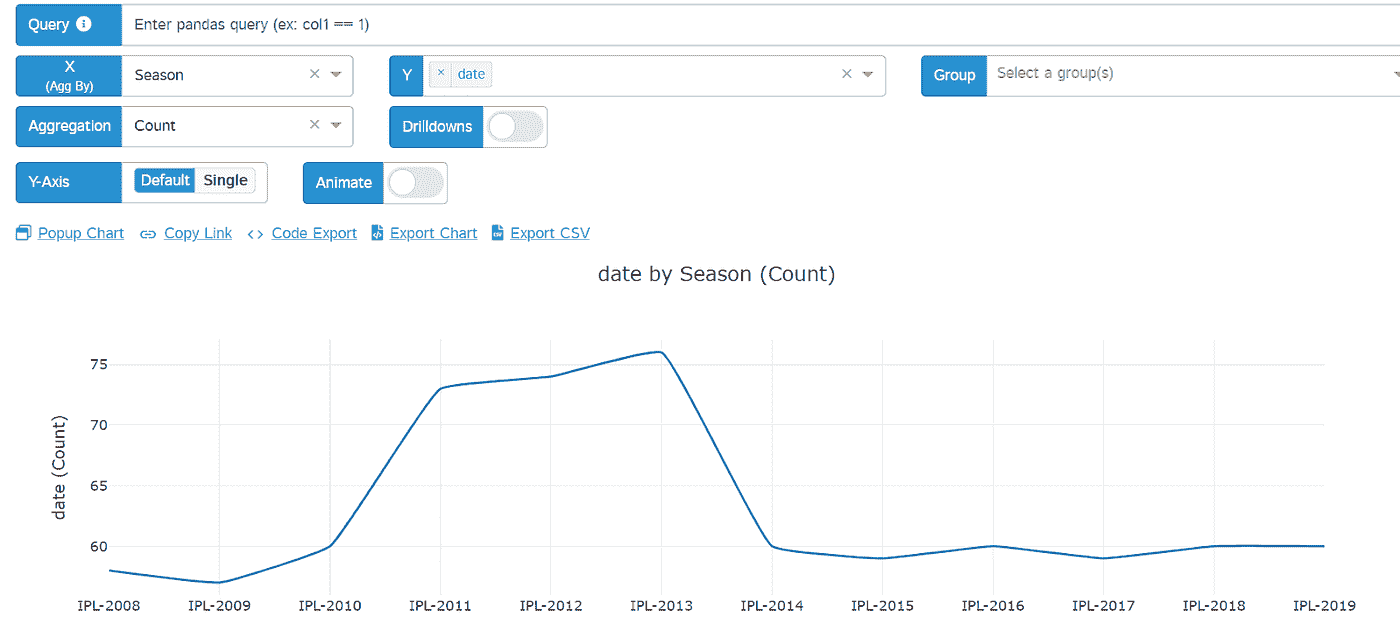 Query Enter pandas query (ex: col1 == 1)
X
(Agg By) Season × Y × date × Group Select a group(s)
Aggregation Count × Drilldowns
Y-Axis Default Single Animate
Popup Chart Copy Link Code Export Export Chart Export CSV
date by Season (Count)
75
70
65
60
date (Count)
IPL-2008 IPL-2009 IPL-2010 IPL-2011 IPL-2012 IPL-2013 IPL-2014 IPL-2015 IPL-2016 IPL-2017 IPL-2018 IPL-2019